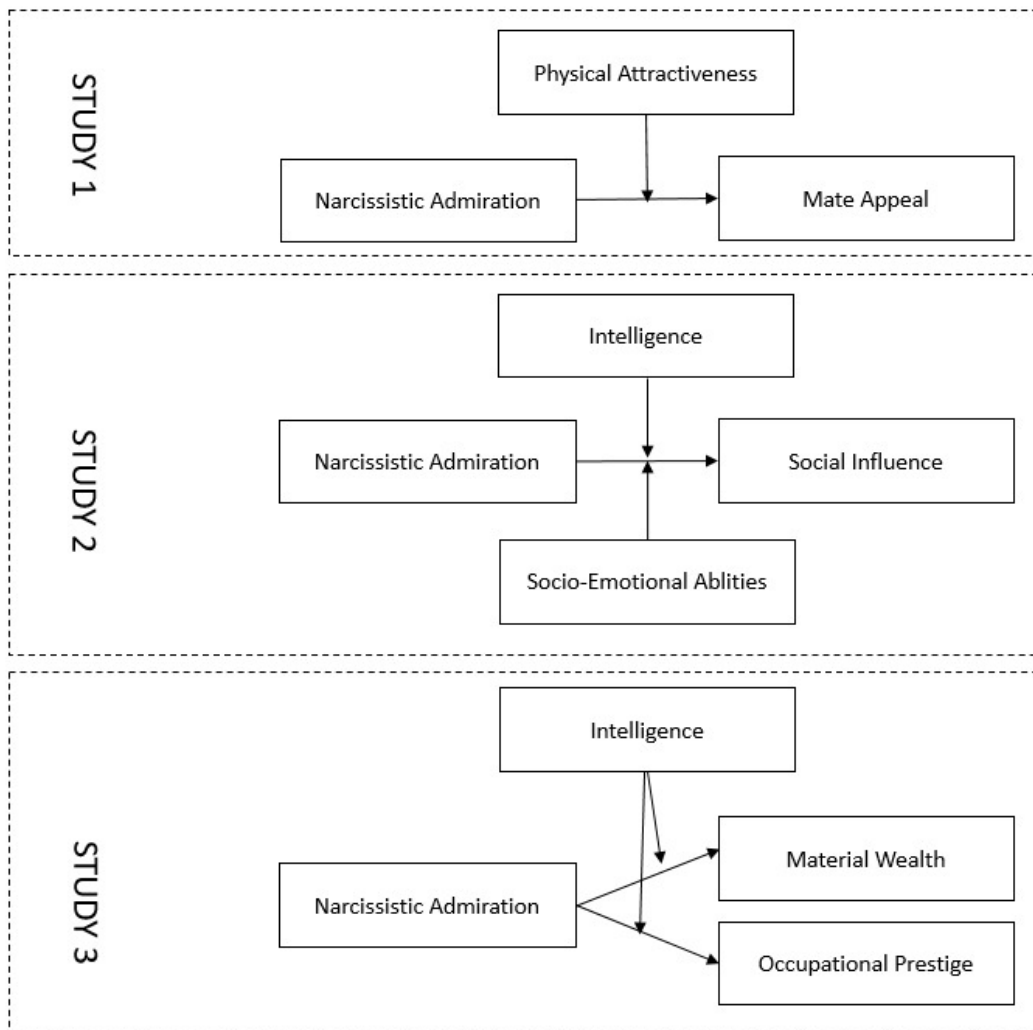 STUDY 1
Physical Attractiveness
Narcissistic Admiration
Mate Appeal
STUDY 2
Intelligence
Narcissistic Admiration
Social Influence
Socio-Emotional Ablities
STUDY 3
Intelligence
Narcissistic Admiration
Material Wealth
Occupational Prestige